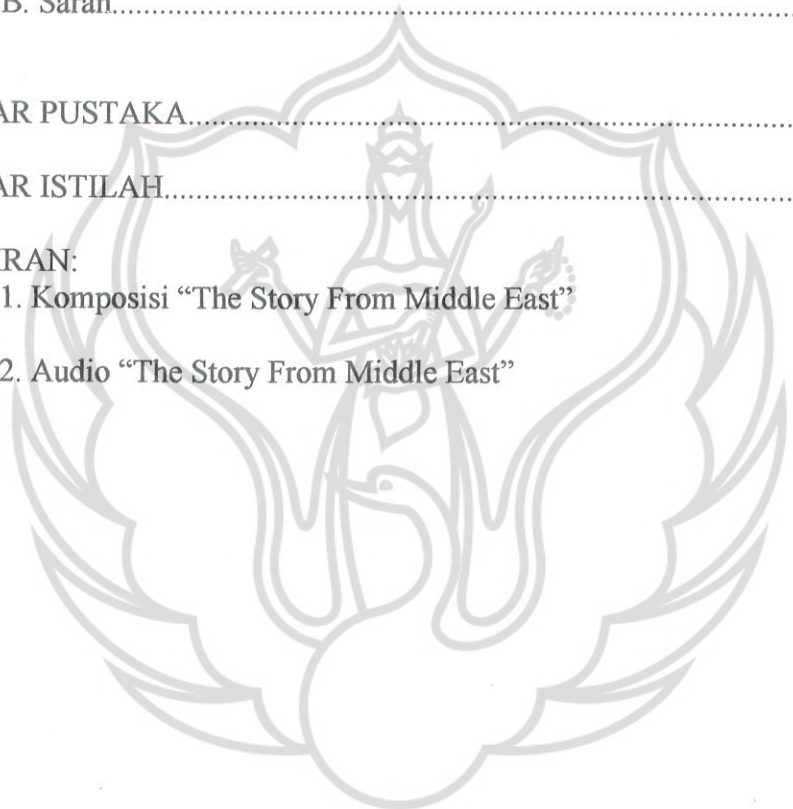 B. Saran..........................................................................................
AR PUSTAKA...............................................................................
AR ISTILAH..................................................................................
RAN:
1. Komposisi “The Story From Middle East”
2. Audio “The Story From Middle East”